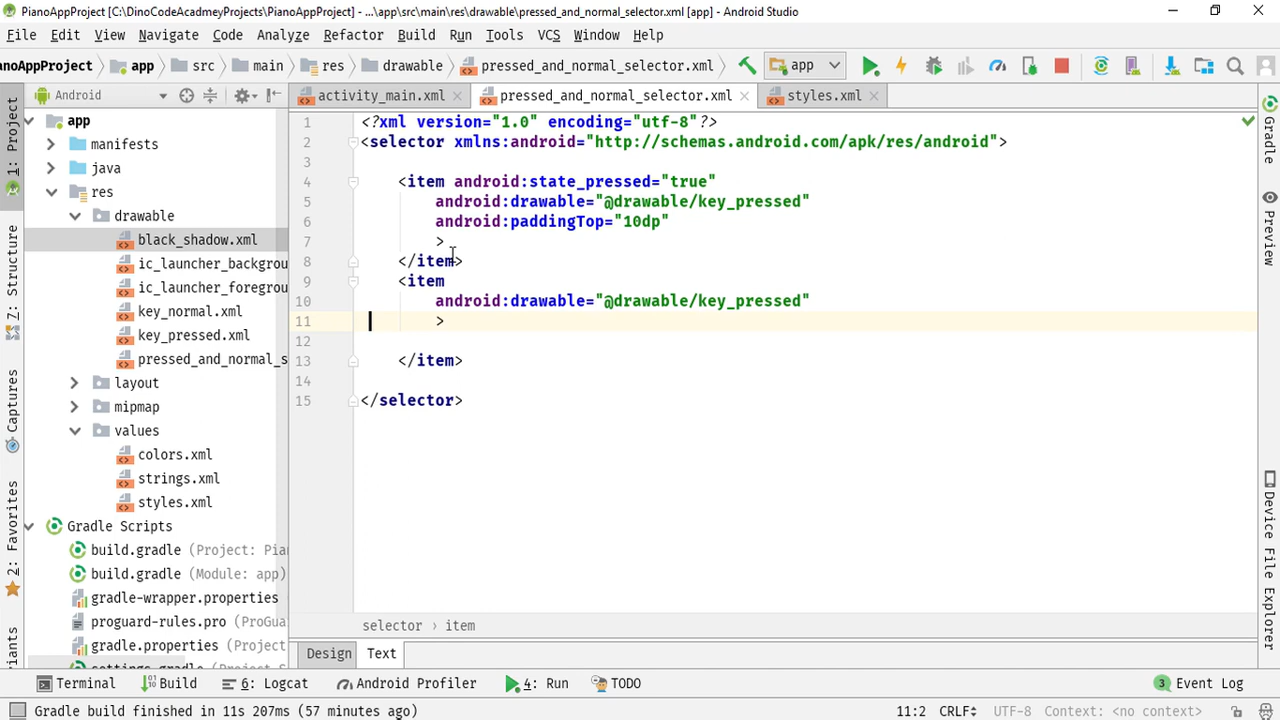 PianoAppProject [C:\DinoCodeAcadmeyProjects\PianoAppProject] - ...\app\src\main\res\drawable\pressed_and_normal_selector.xml [app] - Android Studio
File Edit View Navigate Code Analyze Refactor Build Run Tools VCS Window Help
noAppProject app src main res drawable pressed_and_normal_selector.xml app
1: Project
Android
activity_main.xml
pressed_and_normal_selector.xml
styles.xml
app
manifests
java
res
drawable
black_shadow.xml
ic_launcher_backgrou
ic_launcher_foregrou
key_normal.xml
key_pressed.xml
pressed_and_normal_s
layout
mipmap
values
colors.xml
strings.xml
styles.xml
Gradle Scripts
build.gradle (Project: Pia
build.gradle (Module: app)
gradle-wrapper.properties
proguard-rules.pro (ProGua
gradle.properties (Project
settings.gradle (Project S
Z: Structure
Captures
2: Favorites
riants
1 <?xml version="1.0" encoding="utf-8"?>
2 <selector xmlns:android="http://schemas.android.com/apk/res/android">
3
4 <item android:state_pressed="true"
5 android:drawable="@drawable/key_pressed"
6 android:paddingTop="10dp"
7 >
8 </item>
9 <item
10 android:drawable="@drawable/key_pressed"
11 >
12
13 </item>
14
15 </selector>
selector › item
Design Text
Gradle
Preview
Device File Explorer
Terminal Build 6: Logcat Android Profiler 4: Run TODO 3 Event Log
Gradle build finished in 11s 207ms (57 minutes ago) 11:2 CRLF UTF-8 Context: <no context>